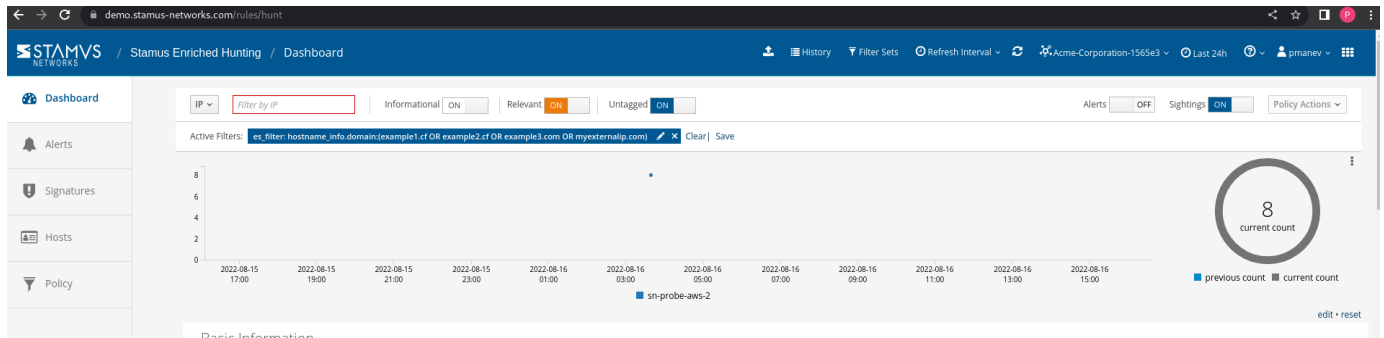 demo.stamus-networks.com/rules/hunt
P
STAMVS
NETWORKS
/ Stamus Enriched Hunting / Dashboard
History
Filter Sets
Refresh Interval
Acme-Corporation-1565e3
Last 24h
pmanev
Dashboard
Alerts
Signatures
Hosts
Policy
IP
Filter by IP
Informational ON
Relevant ON
Untagged ON
Alerts OFF
Sightings ON
Policy Actions
Active Filters: es_filter: hostname_info.domain:(example1.cf OR example2.cf OR example3.com OR myexternalip.com) Clear| Save
8
6
4
2
0
2022-08-15 2022-08-15 2022-08-15 2022-08-15 2022-08-16 2022-08-16 2022-08-16 2022-08-16 2022-08-16 2022-08-16 2022-08-16 2022-08-16
17:00 19:00 21:00 23:00 01:00 03:00 05:00 07:00 09:00 11:00 13:00 15:00
sn-probe-aws-2
8
current count
previous count current count
edit • reset
Basic Information